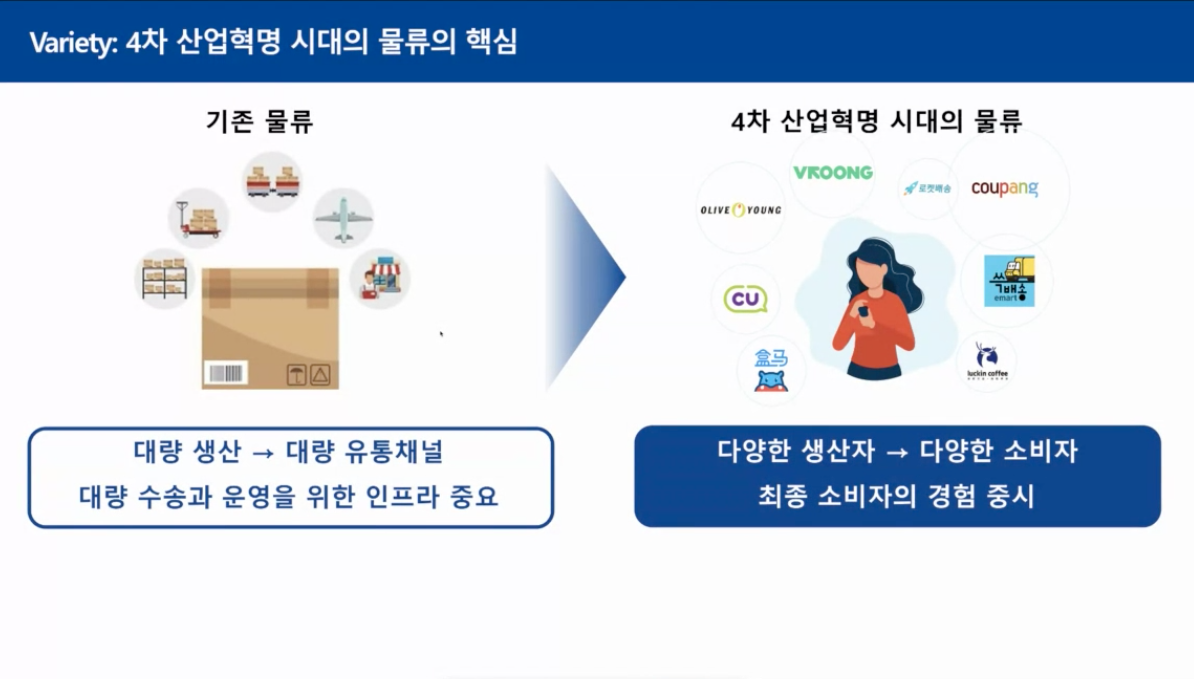 Variety: 4차 산업혁명 시대의 물류의 핵심
기존 물류
4차 산업혁명 시대의 물류
OLIVE YOUNG
VROONG
로켓배송
coupang
CU
쓱배송
emart
盒马
luckin coffee
대량 생산 → 대량 유통채널
대량 수송과 운영을 위한 인프라 중요
다양한 생산자 → 다양한 소비자
최종 소비자의 경험 중시